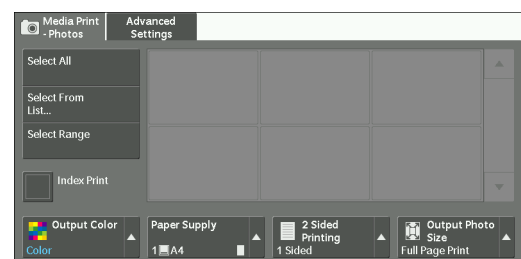 Media Print
- Photos
Advanced
Settings
Select All
Select From
List...
Select Range
Index Print
Output Color
Color
Paper Supply
1 A4
2 Sided
Printing
1 Sided
Output Photo
Size
Full Page Print